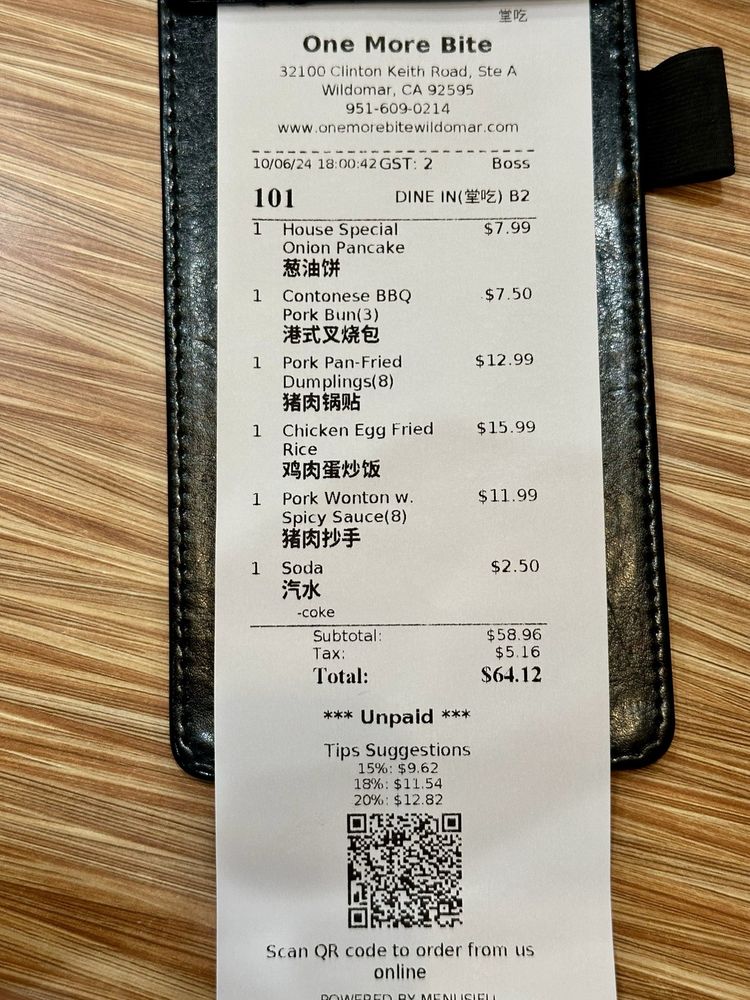 堂吃
One More Bite
32100 Clinton Keith Road, Ste A
Wildomar, CA 92595
951-609-0214
www.onemorebitewildomar.com
10/06/24 18:00:42 GST: 2 Boss
101 DINE IN(堂吃) B2
1 House Special $7.99
Onion Pancake
葱油饼
1 Contonese BBQ $7.50
Pork Bun(3)
港式叉烧包
1 Pork Pan-Fried $12.99
Dumplings(8)
猪肉锅贴
1 Chicken Egg Fried $15.99
Rice
鸡肉蛋炒饭
1 Pork Wonton w. $11.99
Spicy Sauce(8)
猪肉抄手
1 Soda $2.50
汽水
-coke
Subtotal: $58.96
Tax: $5.16
Total: $64.12
*** Unpaid ***
Tips Suggestions
15%: $9.62
18%: $11.54
20%: $12.82
Scan QR code to order from us
online
POWERED BY MENUSIFU